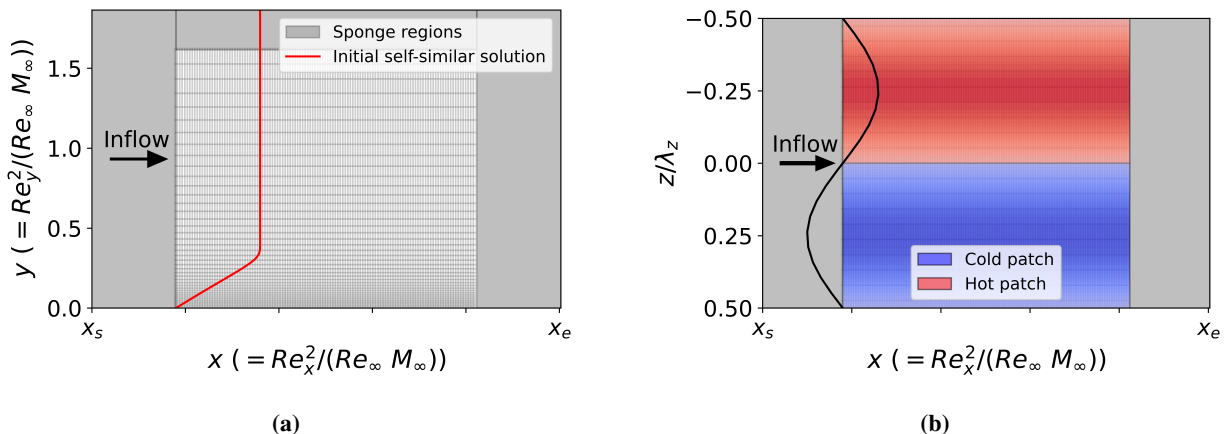 Sponge regions
Initial self-similar solution
Inflow
1.5
1.0
0.5
0.0
y ( = Re_y^2/(Re_∞ M_∞))
x_s
x_e
x ( = Re_x^2/(Re_∞ M_∞))
(a)
−0.50
−0.25
0.00
0.25
0.50
z/λ_z
Inflow
Cold patch
Hot patch
x_s
x_e
x ( = Re_x^2/(Re_∞ M_∞))
(b)